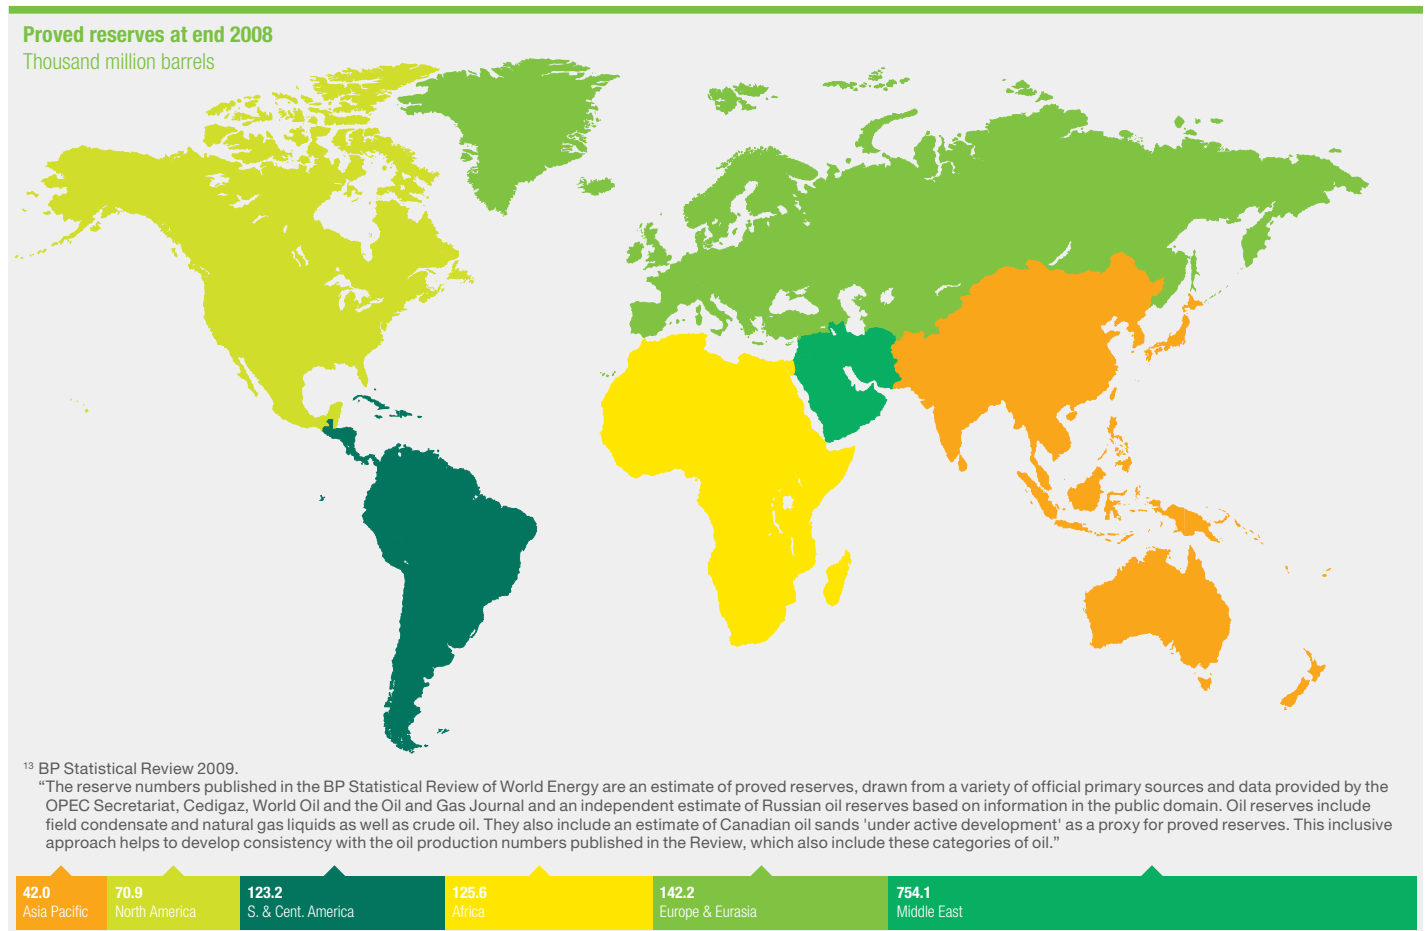 Proved reserves at end 2008
Thousand million barrels
13 BP Statistical Review 2009.
“The reserve numbers published in the BP Statistical Review of World Energy are an estimate of proved reserves, drawn from a variety of official primary sources and data provided by the
OPEC Secretariat, Cedigaz, World Oil and the Oil and Gas Journal and an independent estimate of Russian oil reserves based on information in the public domain. Oil reserves include
field condensate and natural gas liquids as well as crude oil. They also include an estimate of Canadian oil sands 'under active development' as a proxy for proved reserves. This inclusive
approach helps to develop consistency with the oil production numbers published in the Review, which also include these categories of oil.”
42.0
Asia Pacific
70.9
North America
123.2
S. & Cent. America
125.6
Africa
142.2
Europe & Eurasia
754.1
Middle East